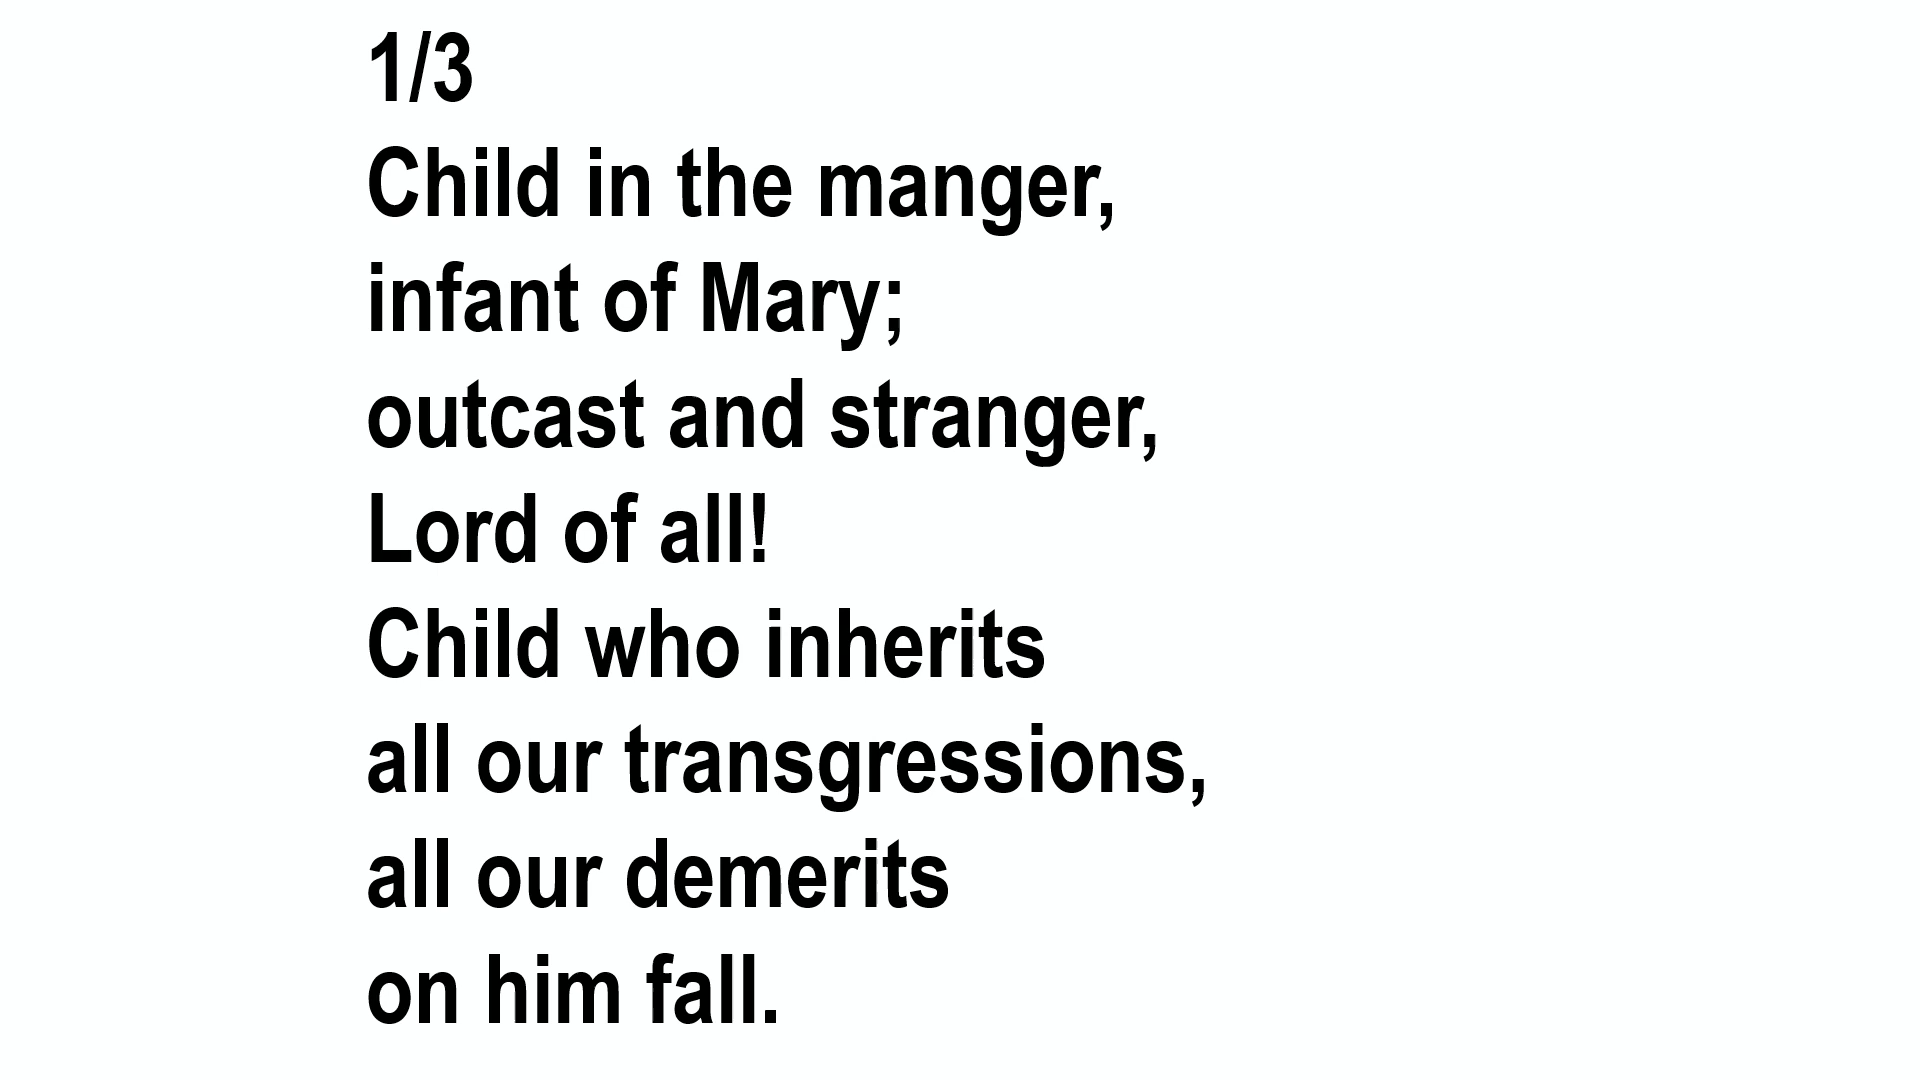 1/3
Child in the manger,
infant of Mary;
outcast and stranger,
Lord of all!
Child who inherits
all our transgressions,
all our demerits
on him fall.